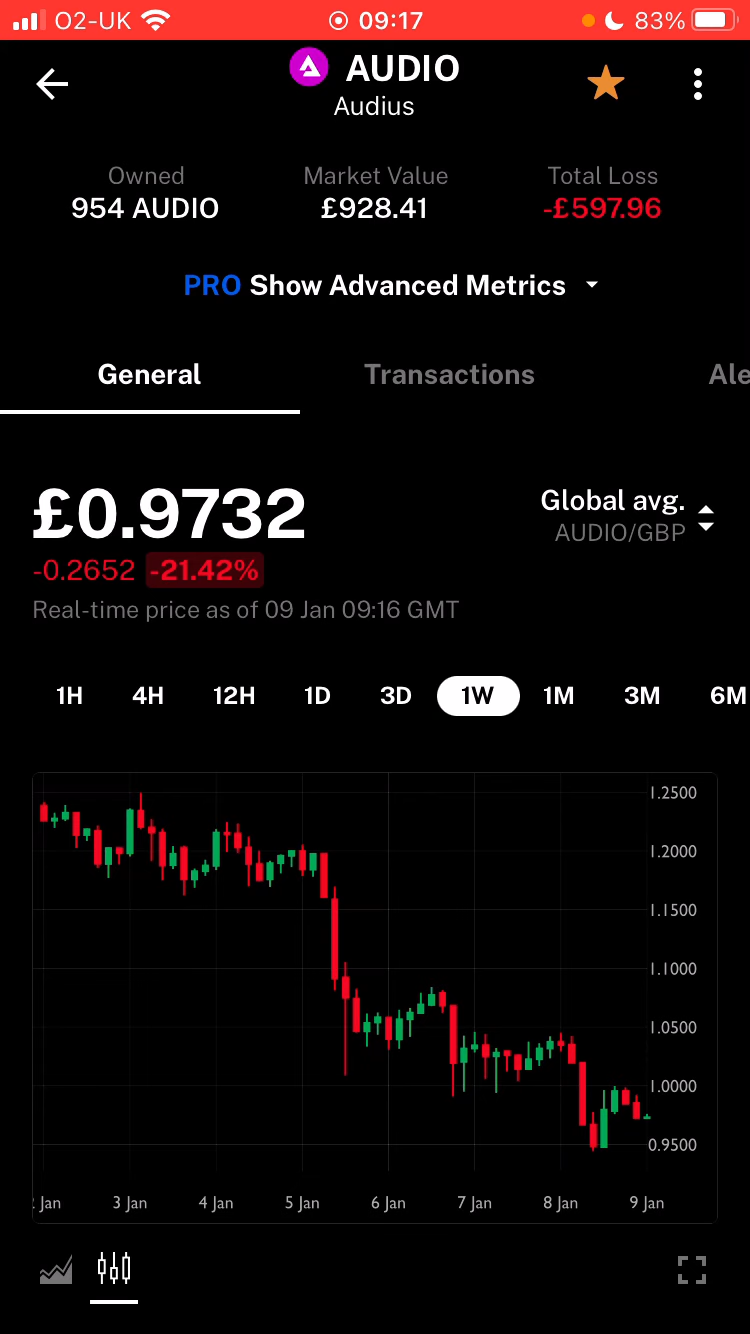 O2-UK 09:17 83%
AUDIO
Audius
Owned Market Value Total Loss
954 AUDIO £928.41 -£597.96
PRO Show Advanced Metrics
General Transactions Ale
£0.9732 Global avg.
AUDIO/GBP
-0.2652 -21.42%
Real-time price as of 09 Jan 09:16 GMT
1H 4H 12H 1D 3D 1W 1M 3M 6M
1.2500
1.2000
1.1500
1.1000
1.0500
1.0000
0.9500
Jan 3 Jan 4 Jan 5 Jan 6 Jan 7 Jan 8 Jan 9 Jan